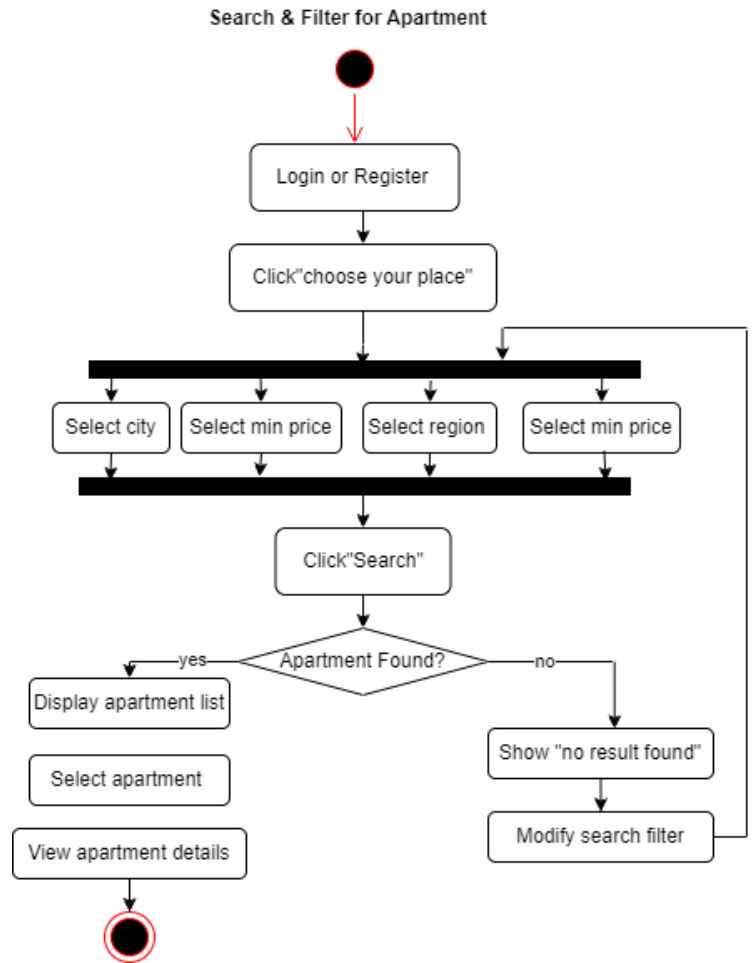 Search & Filter for Apartment
Login or Register
Click"choose your place"
Select city
Select min price
Select region
Select min price
Click"Search"
Apartment Found?
yes
no
Display apartment list
Show "no result found"
Select apartment
Modify search filter
View apartment details